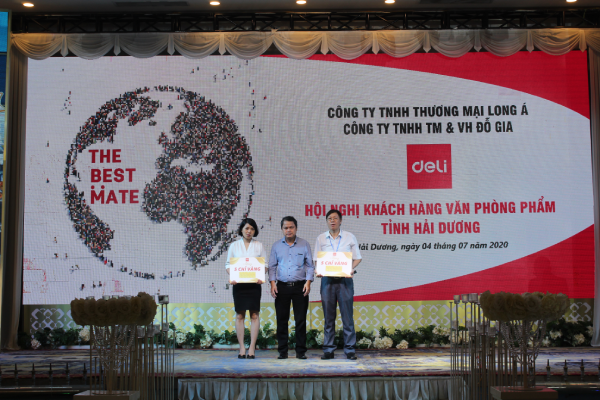 CÔNG TY TNHH THƯƠNG MẠI LONG Á
CÔNG TY TNHH TM & VH ĐỖ GIA
THE
BEST
MATE
deli
HỘI NGHỊ KHÁCH HÀNG VĂN PHÒNG PHẨM
TỈNH HẢI DƯƠNG
Hải Dương, ngày 04 tháng 07 năm 2020